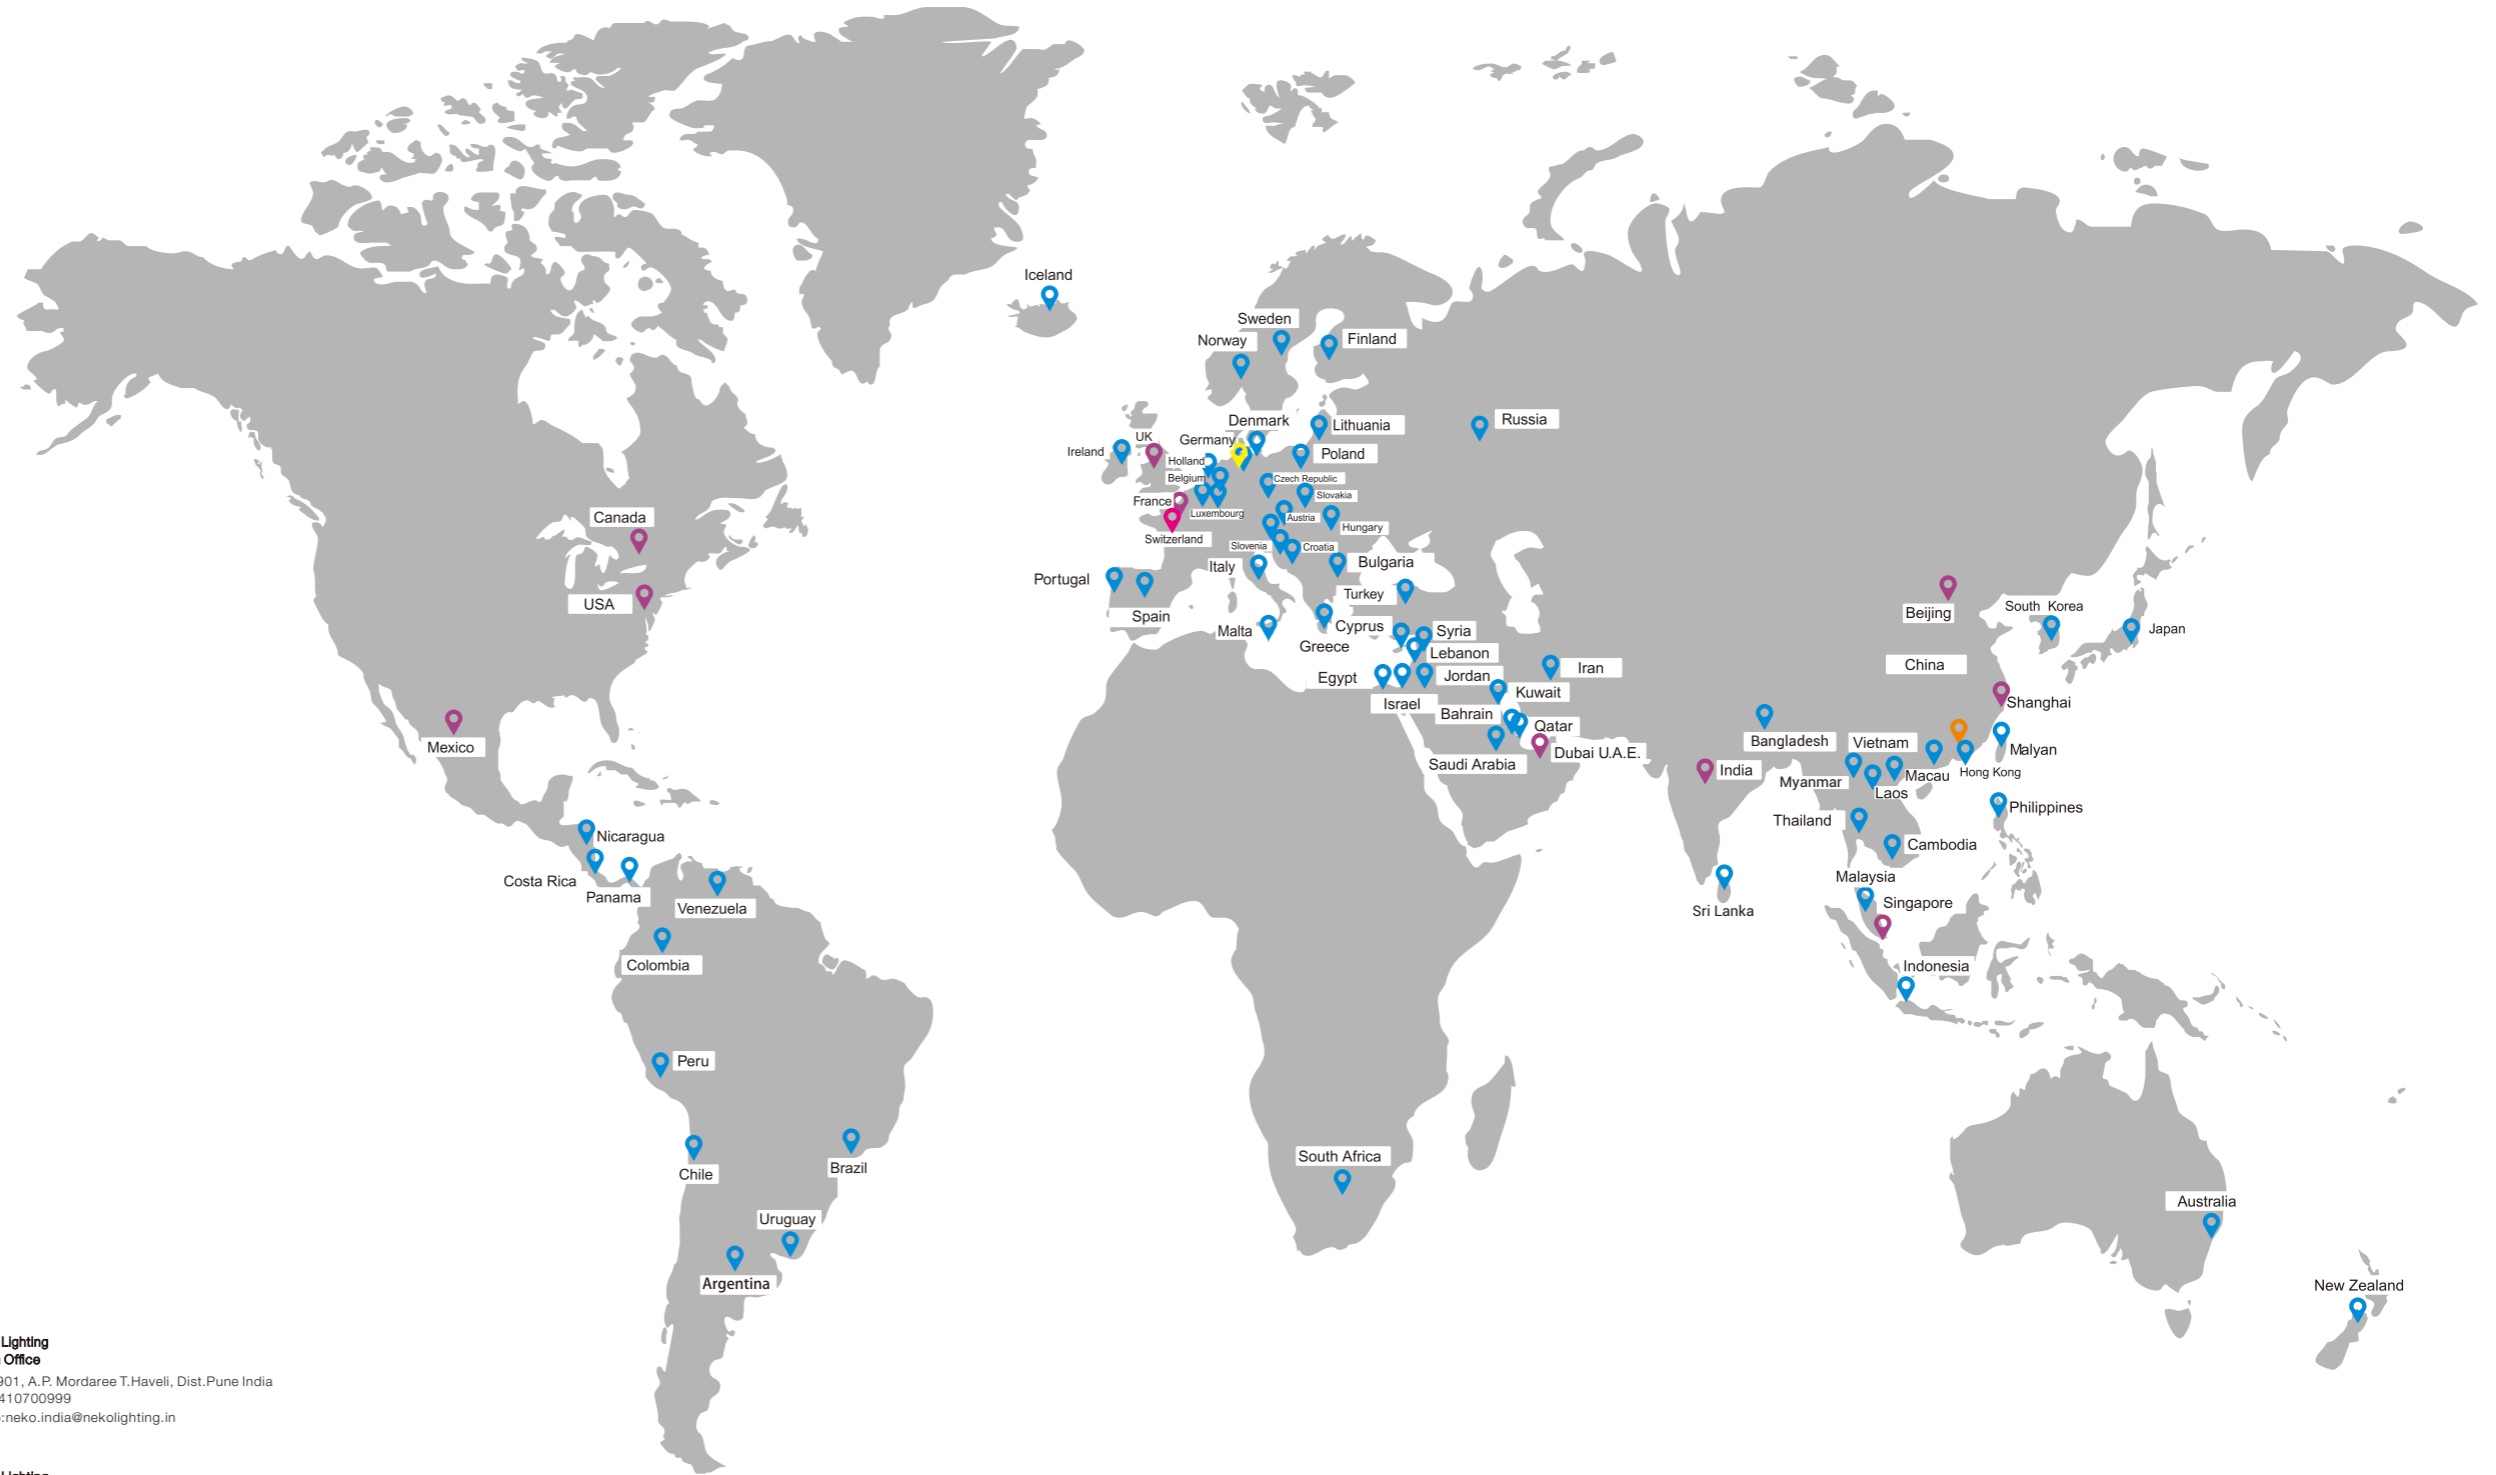 Iceland
Sweden
Norway
Finland
Denmark
Lithuania
Russia
Germany
UK
Ireland
Holland
Poland
Belgium
Czech Republic
Slovakia
France
Luxembourg
Austria
Hungary
Switzerland
Slovenia
Croatia
Canada
Italy
Bulgaria
Portugal
Turkey
USA
Spain
Beijing
South Korea
Malta
Cyprus
Syria
Japan
Greece
Lebanon
China
Iran
Egypt
Jordan
Kuwait
Israel
Shanghai
Bahrain
Qatar
Mexico
Bangladesh
Vietnam
Malyan
Dubai U.A.E.
Saudi Arabia
India
Myanmar
Macau
Hong Kong
Laos
Philippines
Thailand
Nicaragua
Cambodia
Costa Rica
Malaysia
Panama
Singapore
Venezuela
Sri Lanka
Colombia
Indonesia
Peru
South Africa
Brazil
Chile
Australia
Uruguay
Argentina
New Zealand
Lighting
Office
901, A.P. Mordaree T.Haveli, Dist.Pune India
410700999
:neko.india@nekolighting.in